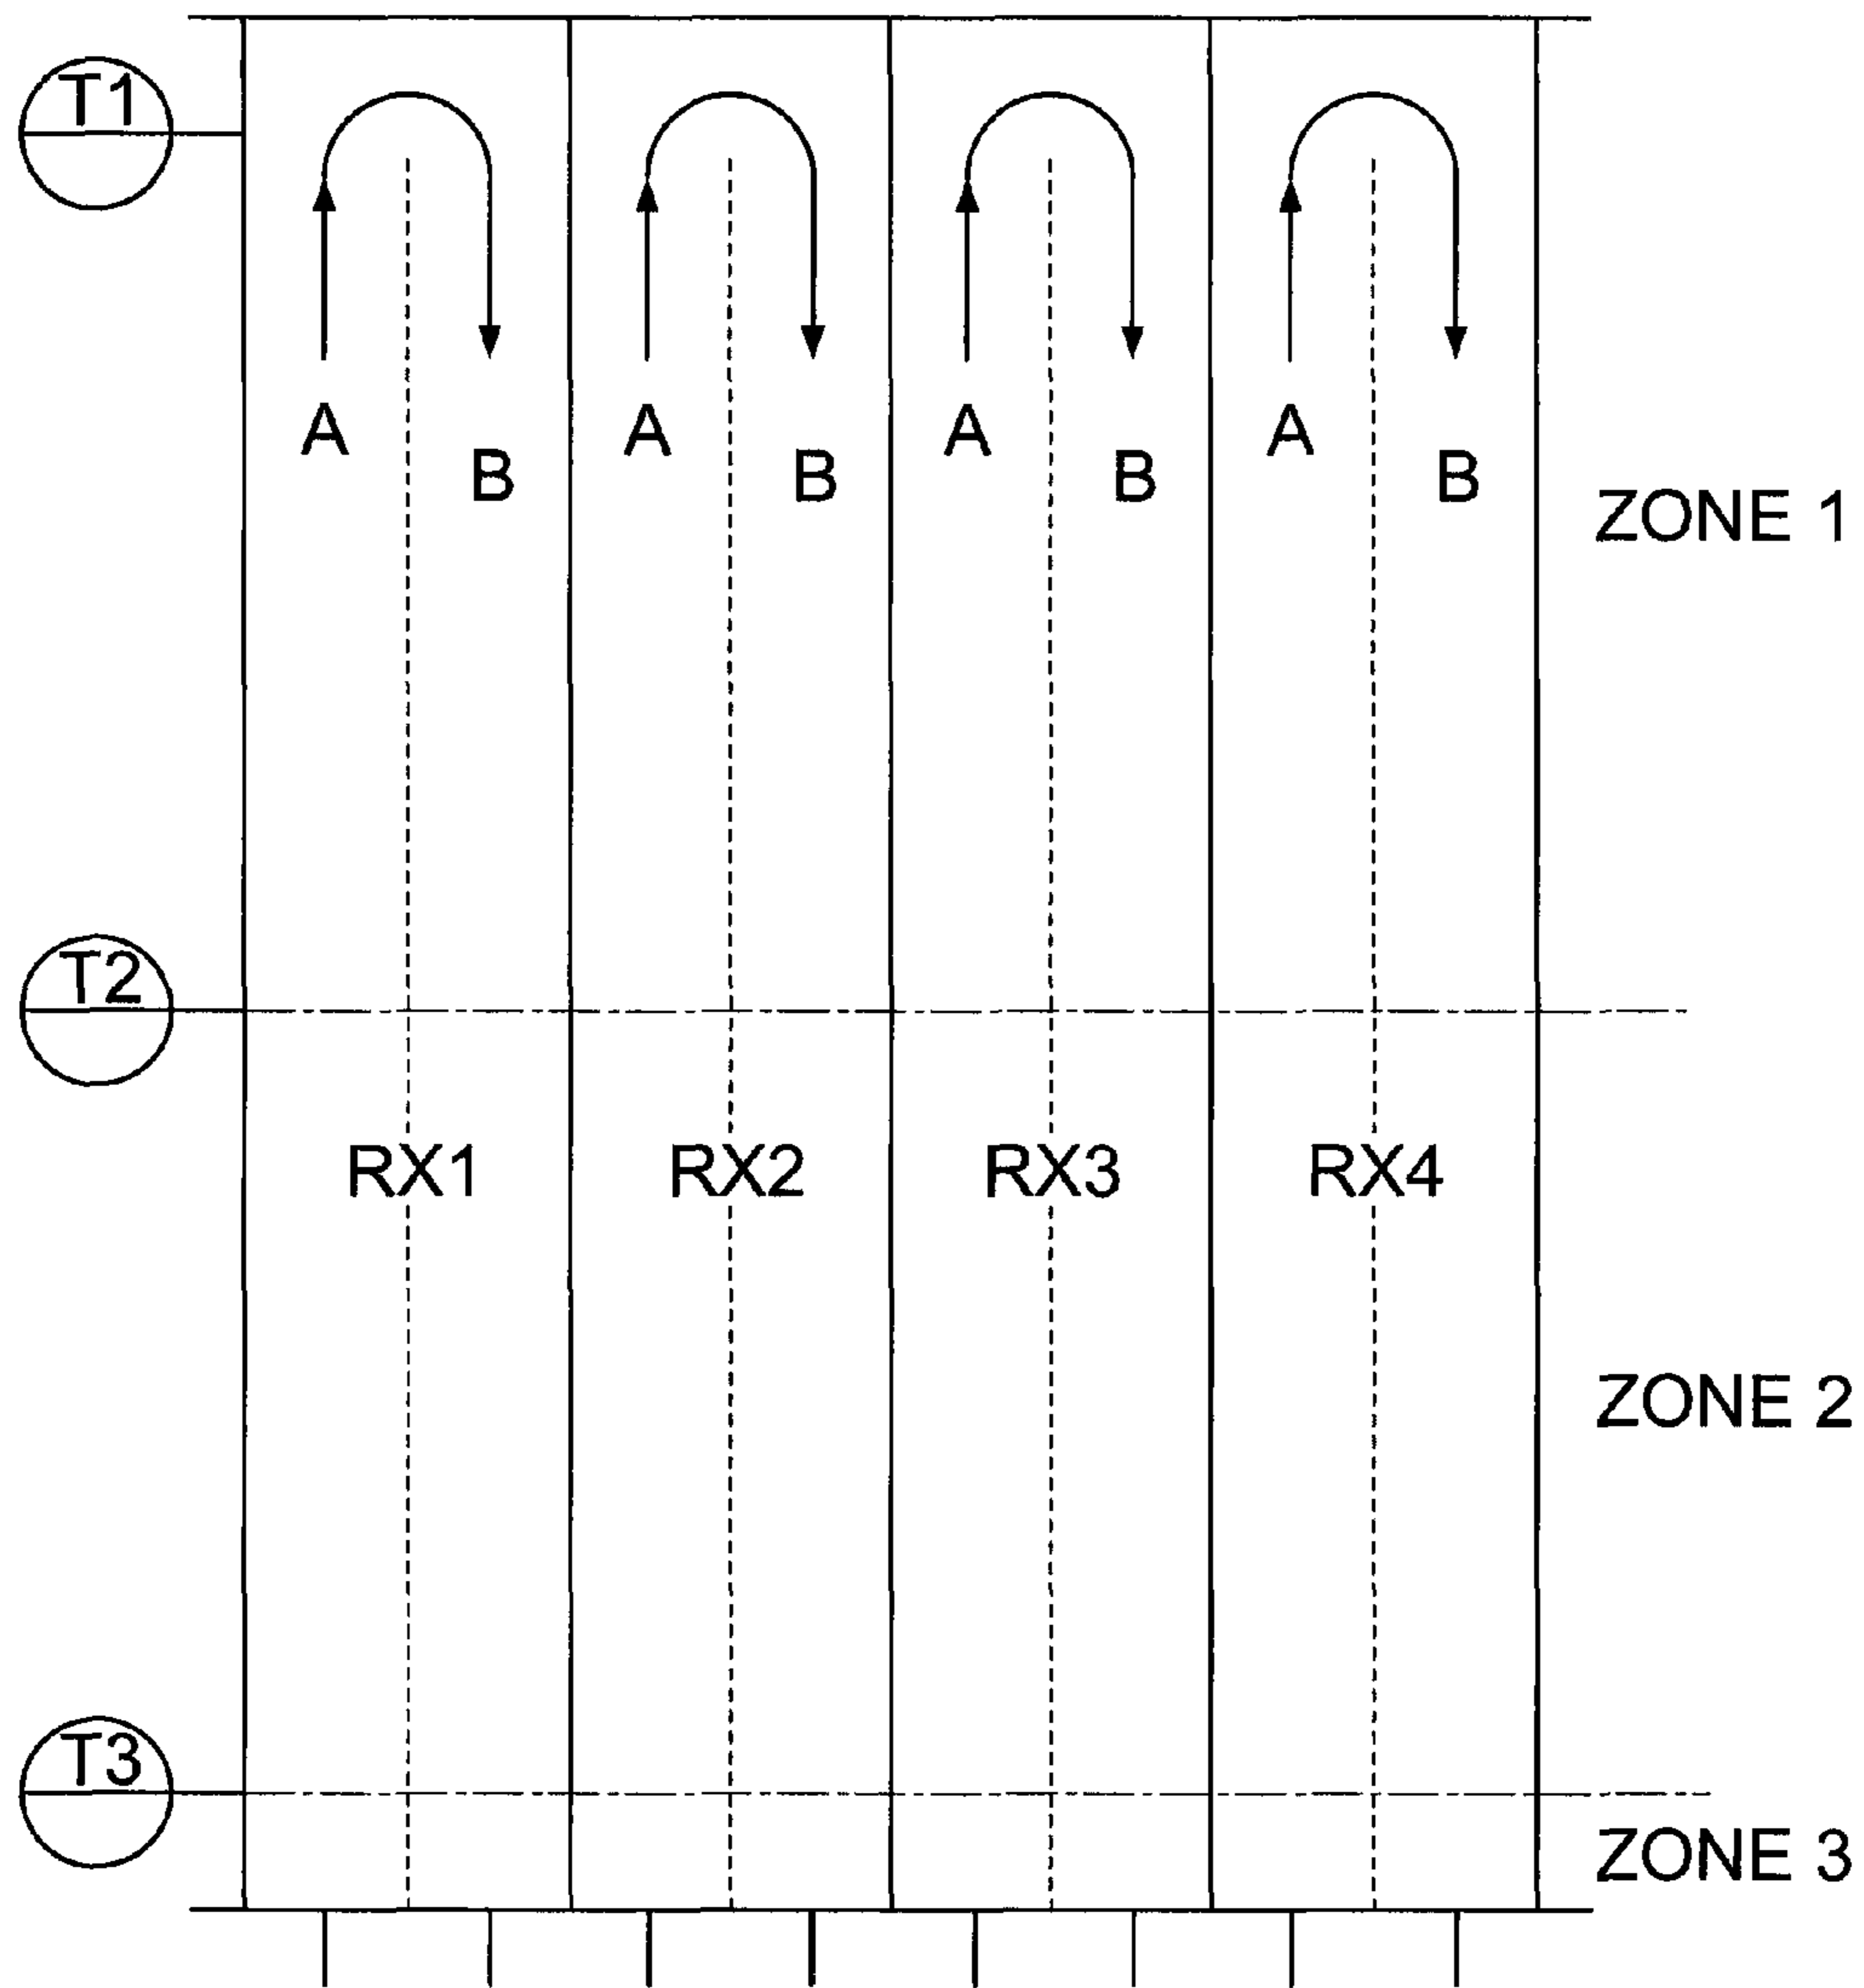 T1
A A A A
B B B B
ZONE 1
T2
RX1 RX2 RX3 RX4
ZONE 2
T3
ZONE 3